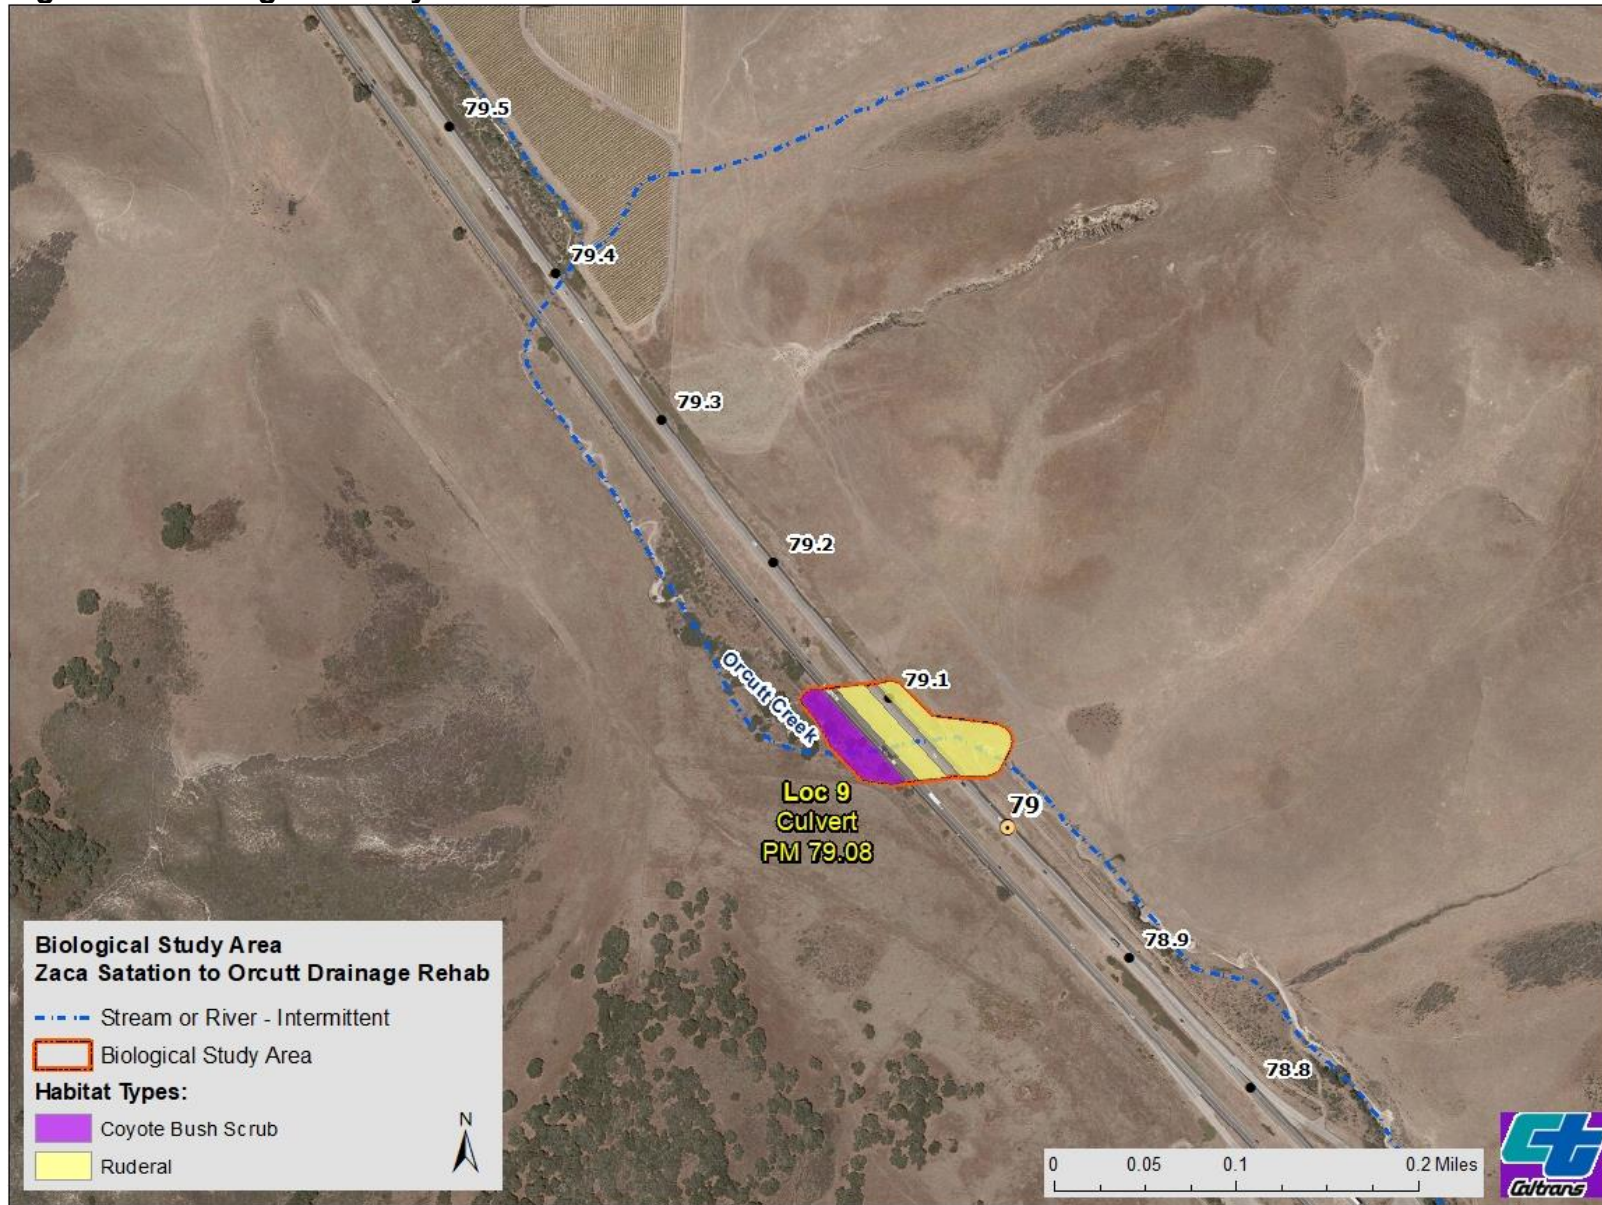 79.5
79.4
79.3
79.2
Orcutt Creek
79.1
Loc 9
Culvert
PM 79.08
79
78.9
78.8
Biological Study Area
Zaca Satation to Orcutt Drainage Rehab
Stream or River - Intermittent
Biological Study Area
Habitat Types:
Coyote Bush Scrub
Ruderal
N
0 0.05 0.1 0.2 Miles
ct
Caltrans